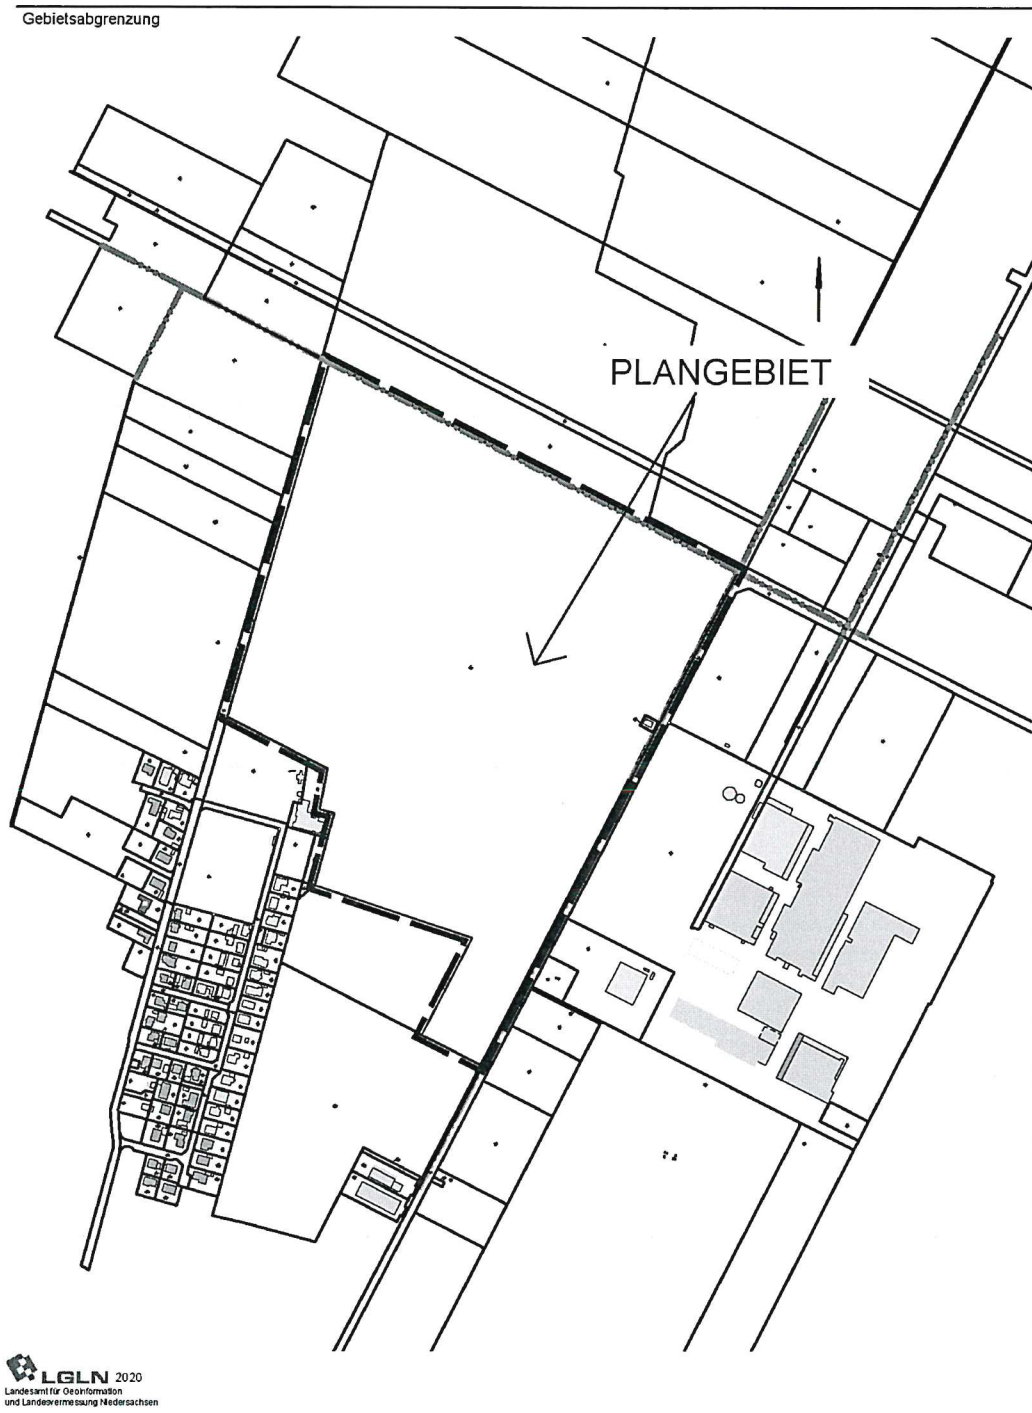 Gebietsabgrenzung
PLANGEBIET
LGLN 2020
Landesamt für Geoinformation
und Landesvermessung Niedersachsen